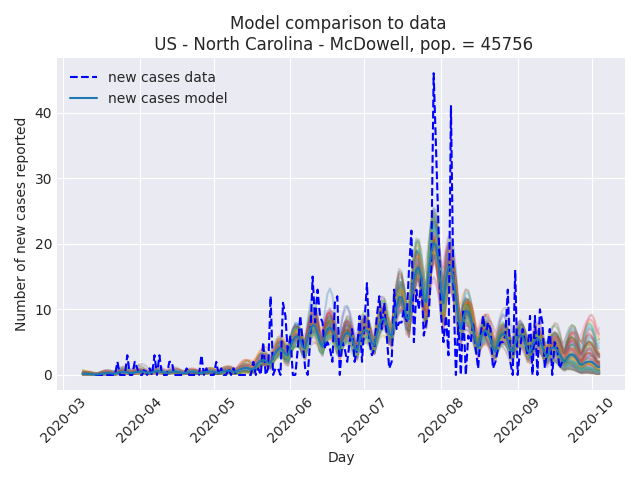 Model comparison to data
US - North Carolina - McDowell, pop. = 45756
new cases data
new cases model
Number of new cases reported
40
30
20
10
0
2020-03
2020-04
2020-05
2020-06
2020-07
2020-08
2020-09
2020-10
Day